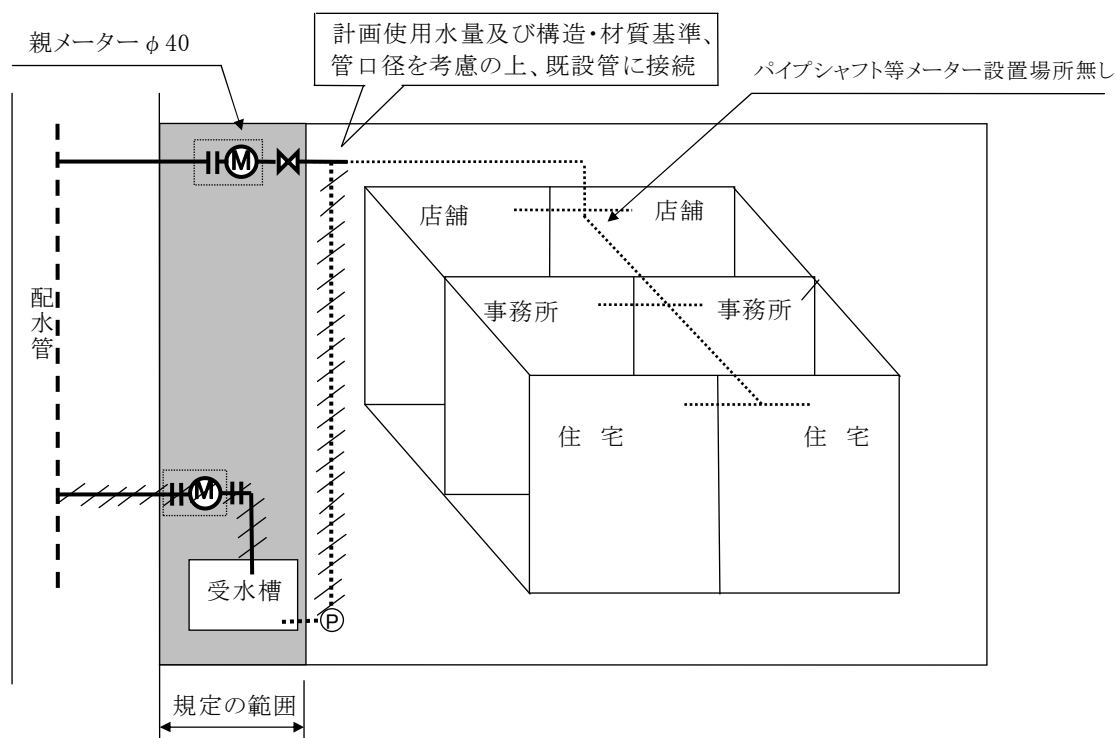 親メーターφ40
計画使用水量及び構造・材質基準、
管口径を考慮の上、既設管に接続
パイプシャフト等メーター設置場所無し
M
店舗
店舗
配水管
事務所
事務所
住 宅
住 宅
M
受水槽
P
規定の範囲